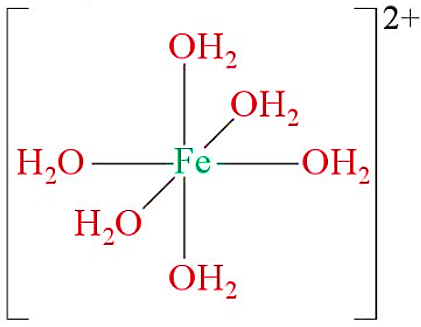 2+
OH₂
OH₂
H₂O Fe OH₂
H₂O
OH₂